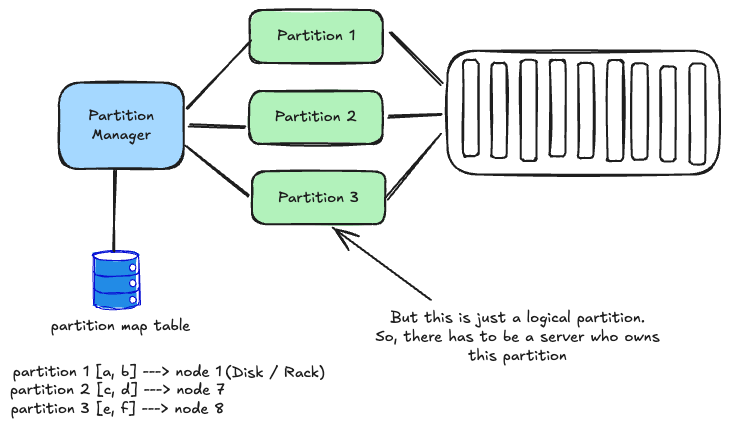 Partition 1
Partition
Manager
Partition 2
Partition 3
partition map table
But this is just a logical partition.
So, there has to be a server who owns
this partition
partition 1 [a, b] ---> node 1(Disk / Rack)
partition 2 [c, d] ---> node 7
partition 3 [e, f] ---> node 8